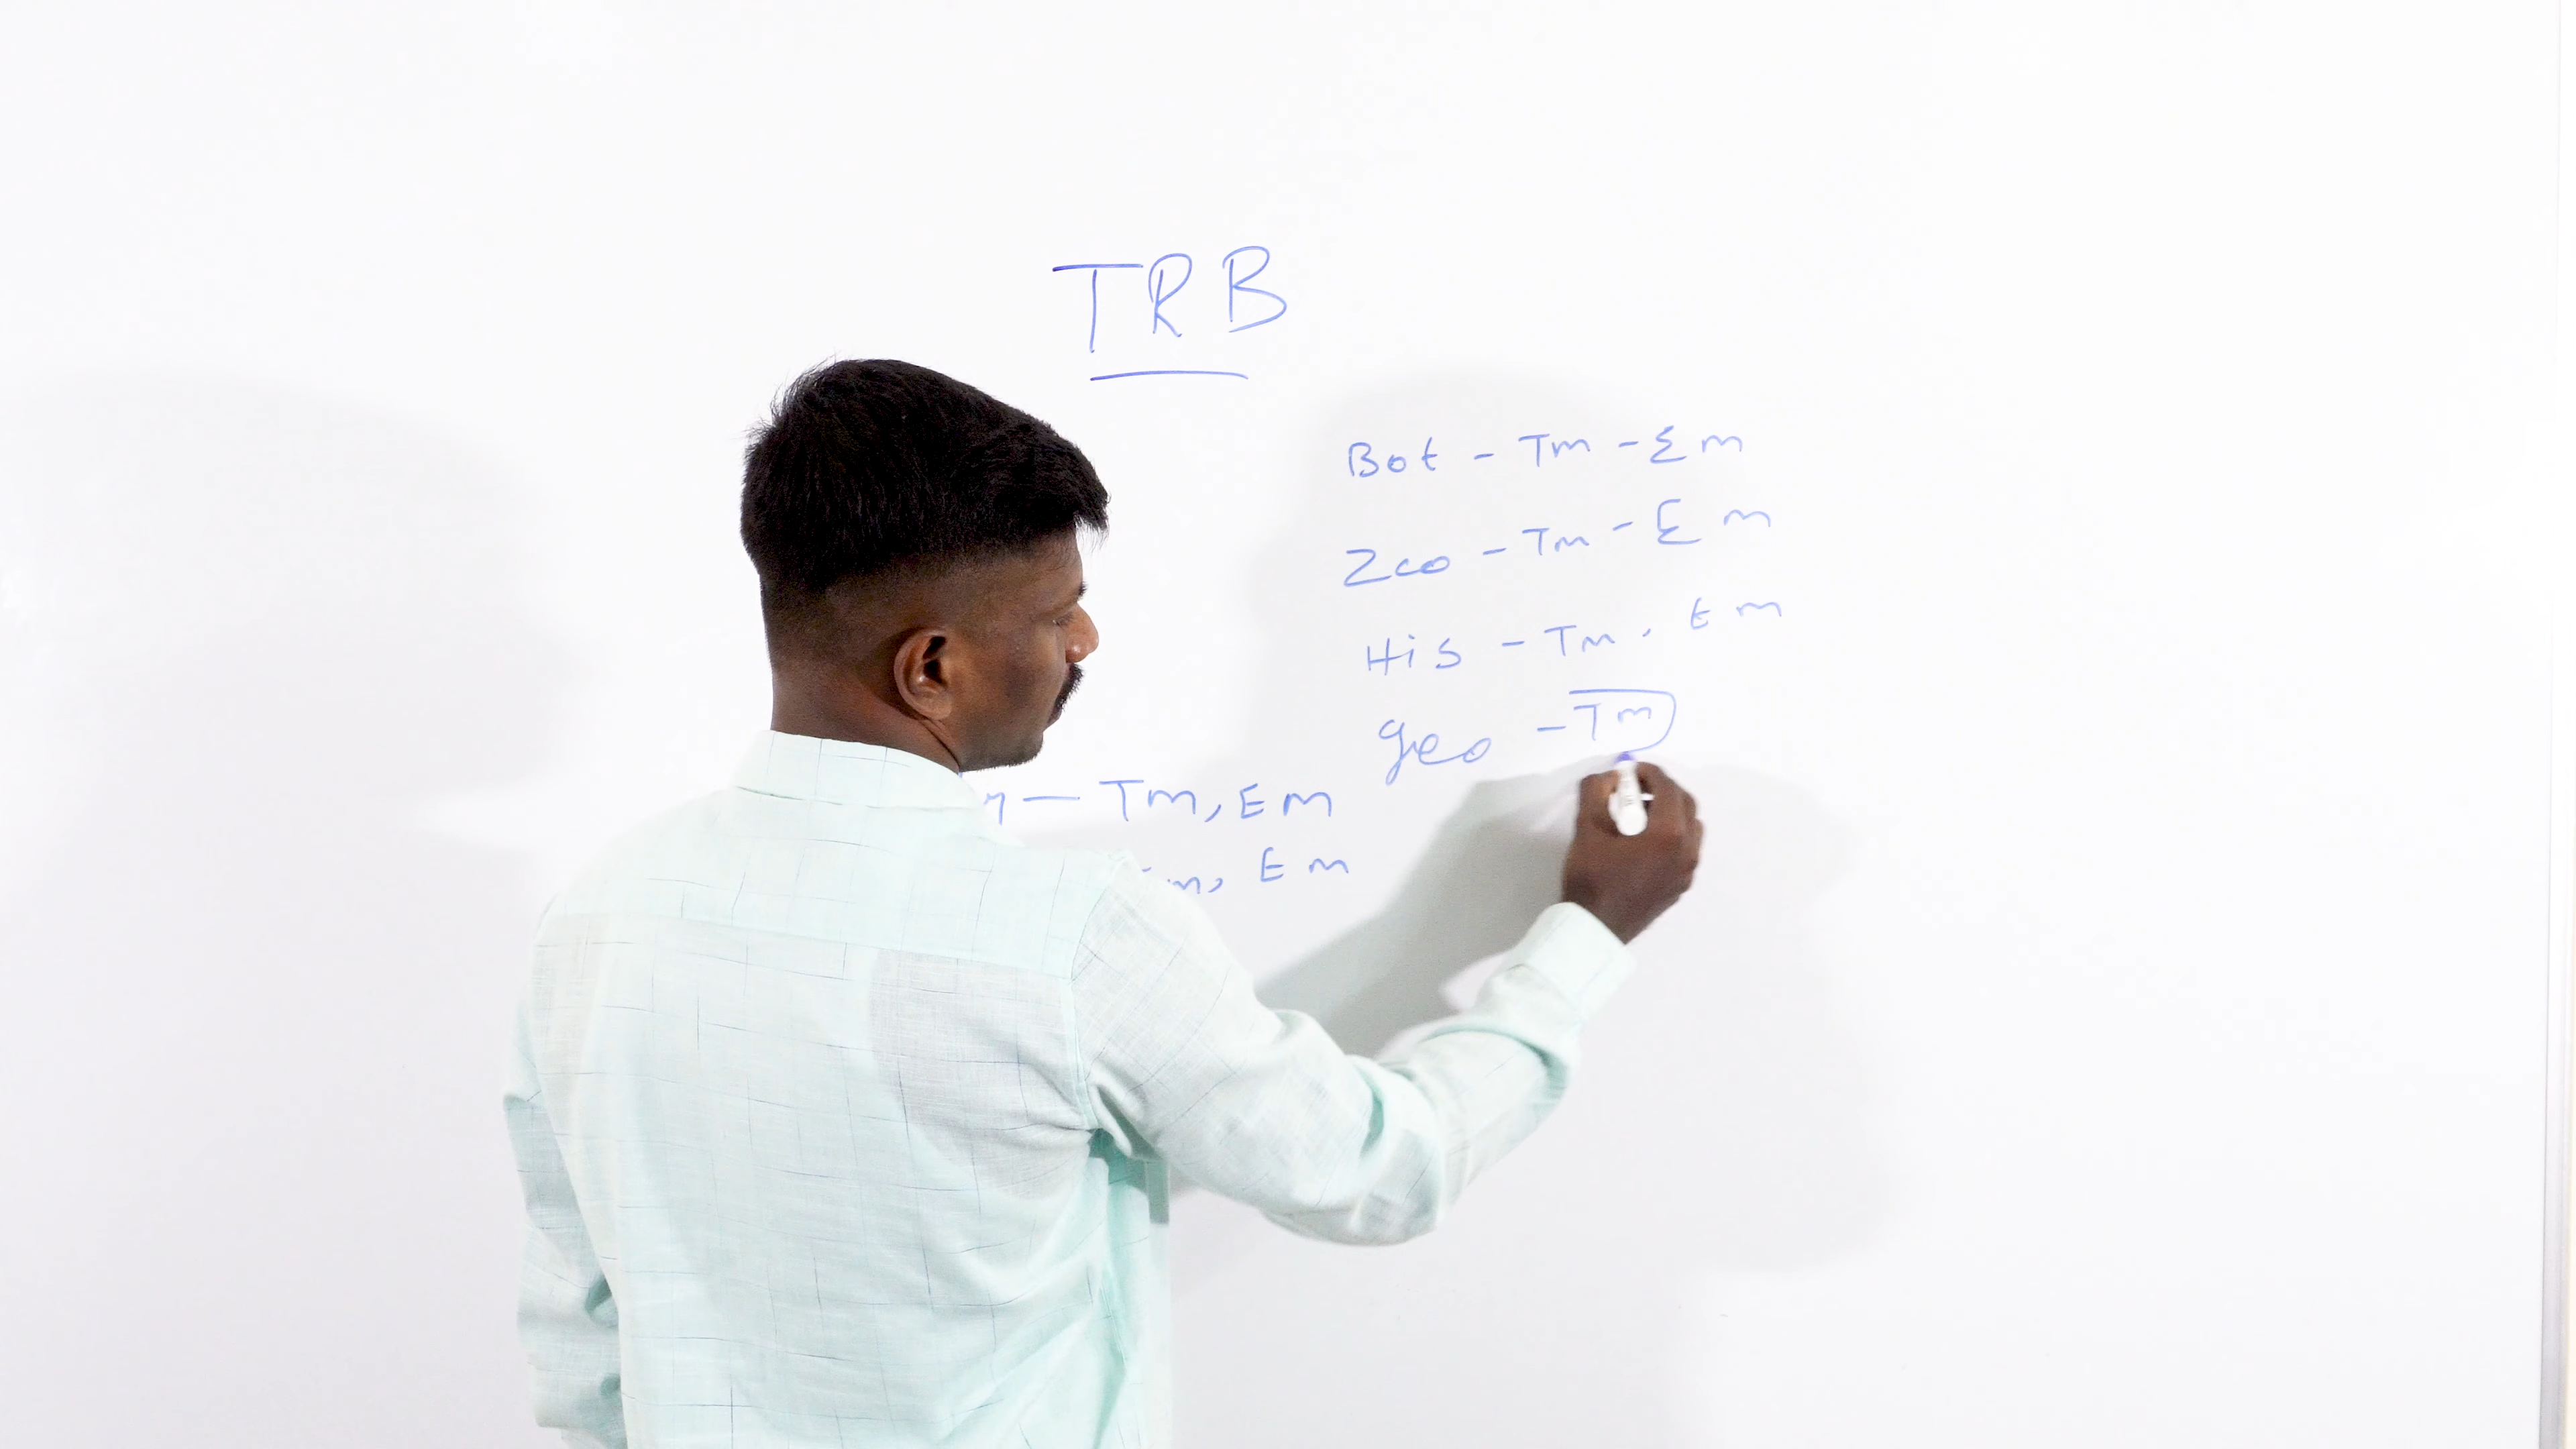 TRB
Bot - Tm - Em
Zoo - Tm - Em
His - Tm, Em
Geo - Tm
— Tm, Em
Em